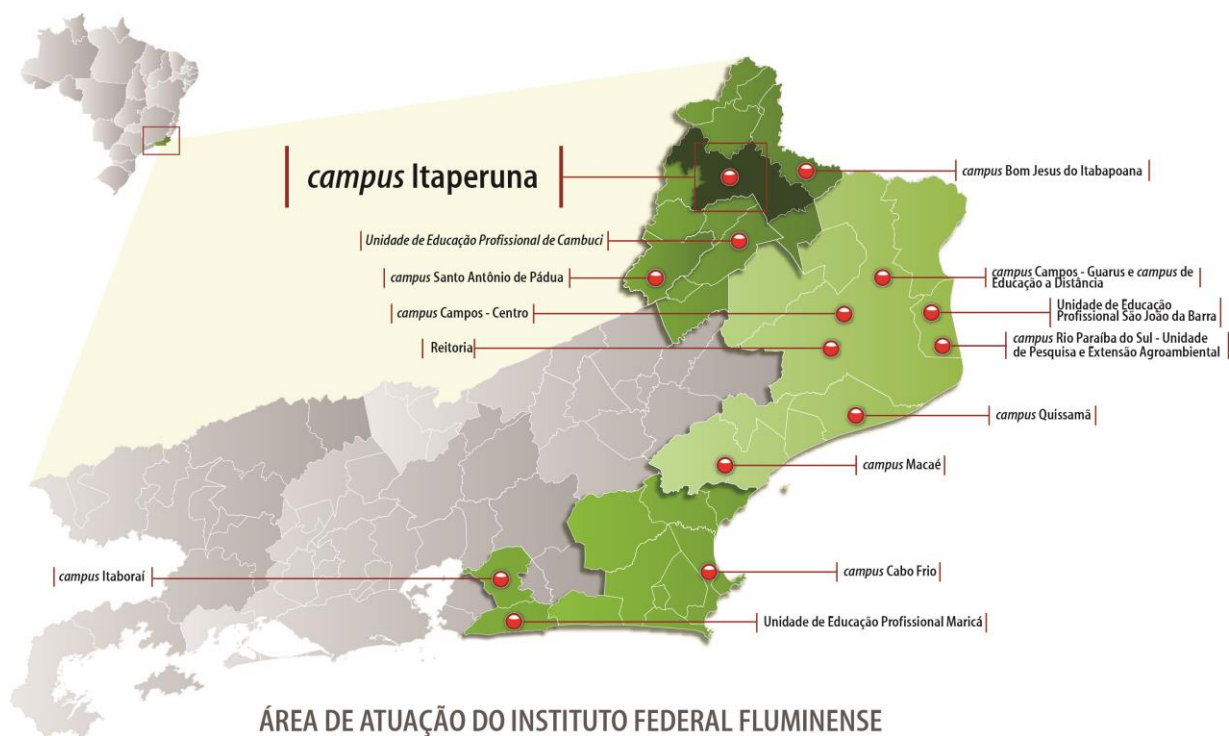 campus Itaperuna
campus Bom Jesus do Itabapoana
Unidade de Educação Profissional de Cambuci
campus Santo Antônio de Pádua
campus Campos - Guarus e campus de
Educação a Distância
campus Campos - Centro
Unidade de Educação
Profissional São João da Barra
Reitoria
campus Rio Paraíba do Sul - Unidade
de Pesquisa e Extensão Agroambiental
campus Quissamã
campus Macaé
campus Itaboraí
campus Cabo Frio
Unidade de Educação Profissional Maricá
ÁREA DE ATUAÇÃO DO INSTITUTO FEDERAL FLUMINENSE